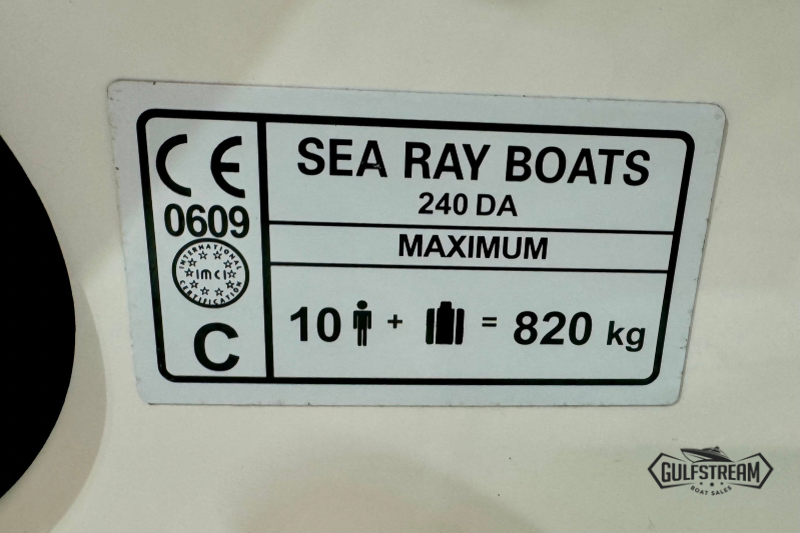 CE
0609
INTERNATIONAL
IMCI
CERTIFICATION
C
SEA RAY BOATS
240 DA
MAXIMUM
10 + = 820 kg
GULFSTREAM
BOAT SALES